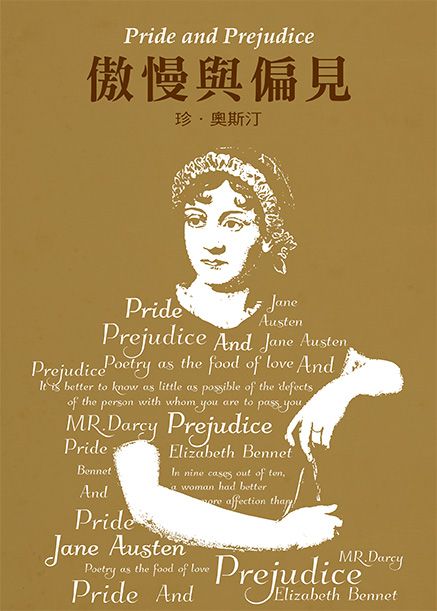 Pride and Prejudice
傲慢與偏見
珍·奧斯汀
Pride
Jane
Austen
Prejudice And Jane Austen
Prejudice Poetry as the food of love And
It is better to know as little as possible of the defects
of the person with whom you are to pass you
MR.Darcy Prejudice
Pride Elizabeth Bennet
Bennet In nine cases out of ten,
And a woman had better
more affection than
Pride
Jane Austen
MR.Darcy
Poetry as the food of love Prejudice
Pride And Elizabeth Bennet